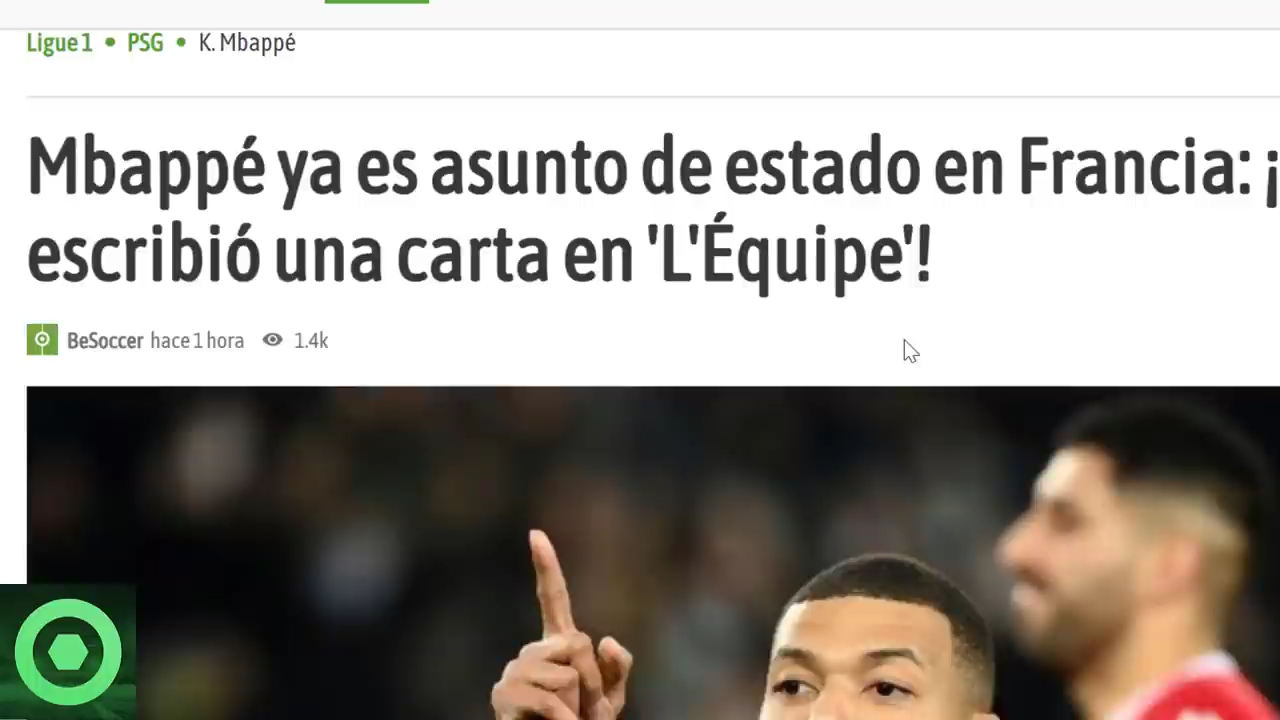 Ligue 1 • PSG • K. Mbappé
Mbappé ya es asunto de estado en Francia: ¡
escribió una carta en 'L'Équipe'!
BeSoccer hace 1 hora 1.4k